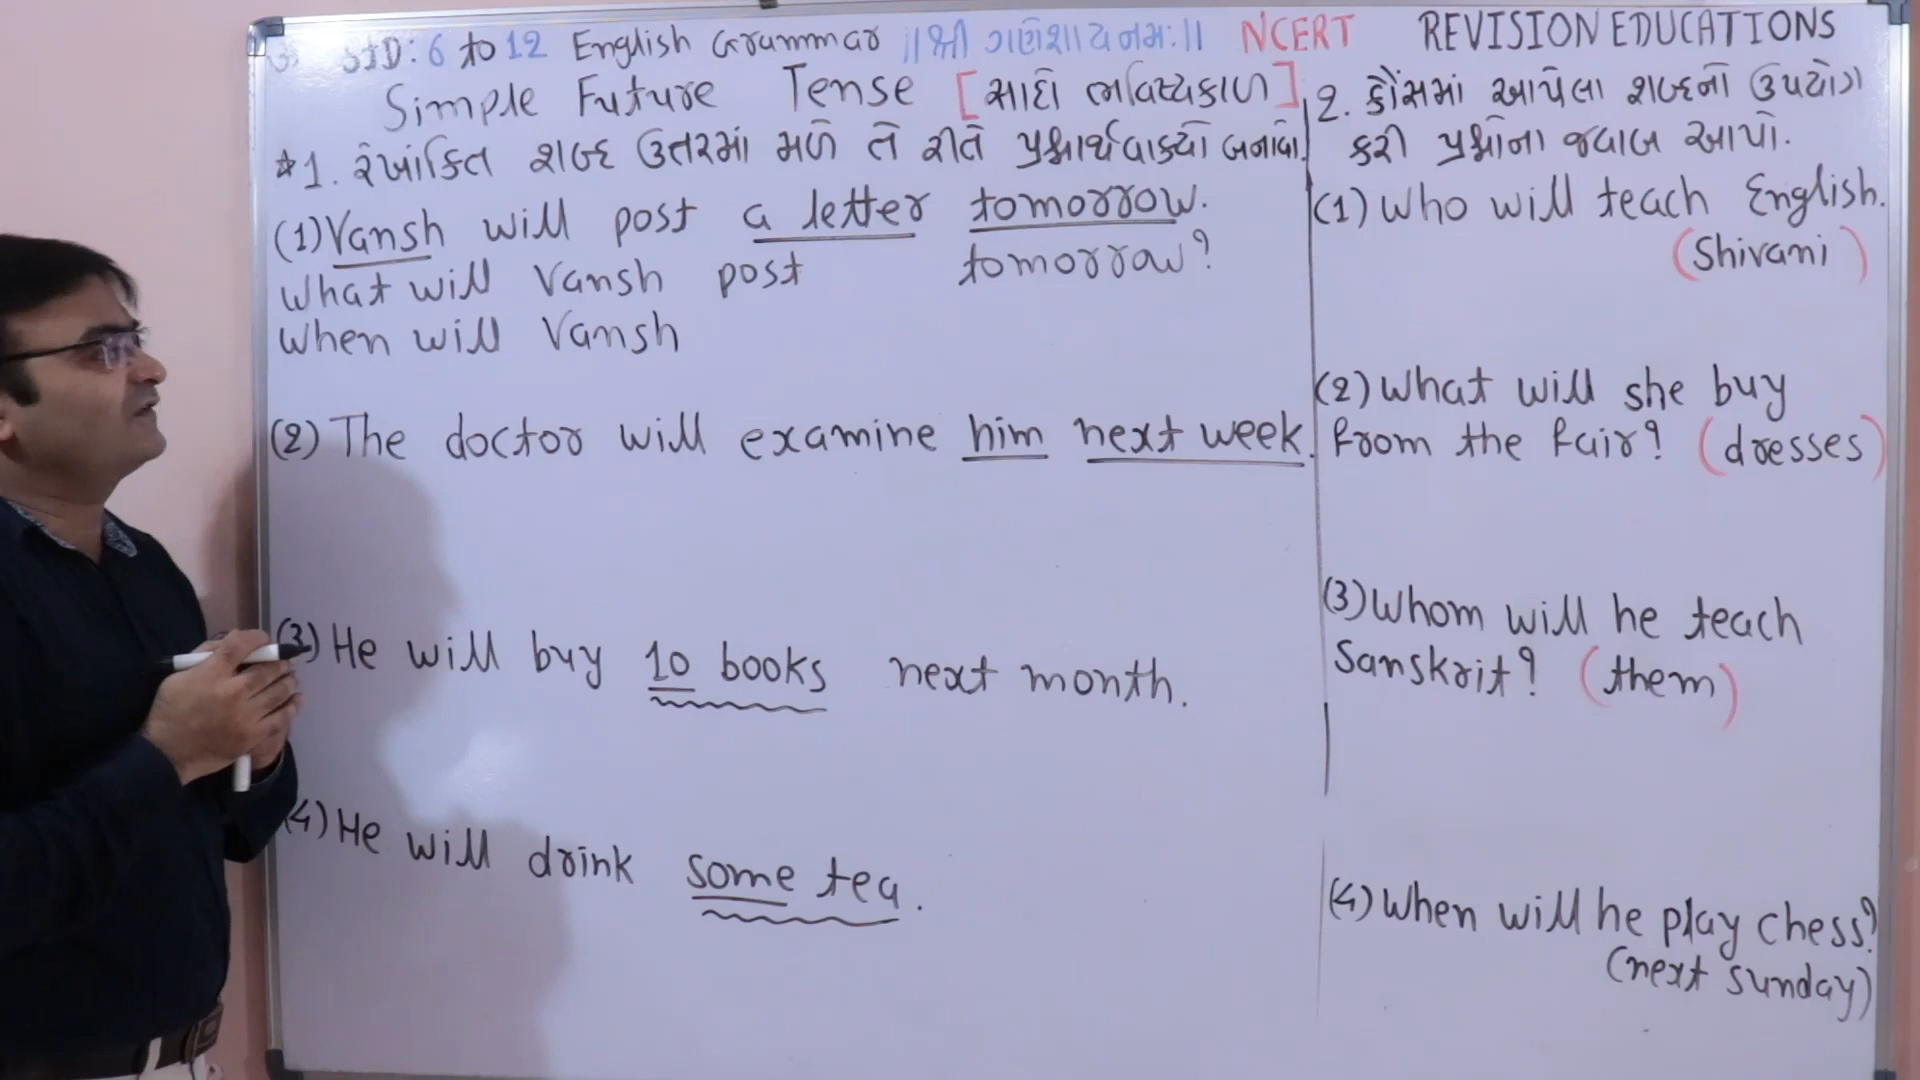 STD: 6 to 12 English Grammar ॥શ્રી ગણેશાય નમઃ॥ NCERT REVISION EDUCATIONS
Simple Future Tense [સાદો ભવિષ્યકાળ]
*1. રેખાંકિત શબ્દ ઉતરમાં મળે તે રીતે પ્રશ્નાર્થવાક્યો બનાવો.
(1) Vansh will post a letter tomorrow.
What will Vansh post tomorrow?
When will Vansh
(2) The doctor will examine him next week.
(3) He will buy 10 books next month.
(4) He will drink some tea.
2. કૌંસમાં આપેલા શબ્દનો ઉપયોગ
કરી પ્રશ્નોના જવાબ આપો.
(1) Who will teach English.
(Shivani)
(2) What will she buy
from the fair? (dresses)
(3) Whom will he teach
Sanskrit? (them)
(4) When will he play chess?
(next sunday)